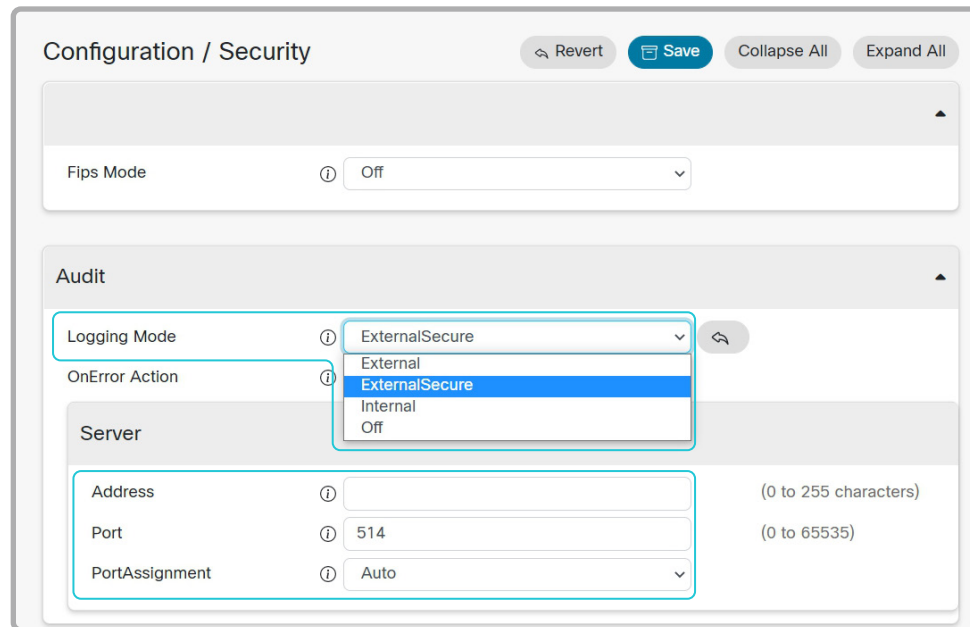 Configuration / Security
Revert
Save
Collapse All
Expand All
Fips Mode
Off
Audit
Logging Mode
ExternalSecure
External
ExternalSecure
Internal
Off
OnError Action
Server
Address
(0 to 255 characters)
Port
514
(0 to 65535)
PortAssignment
Auto